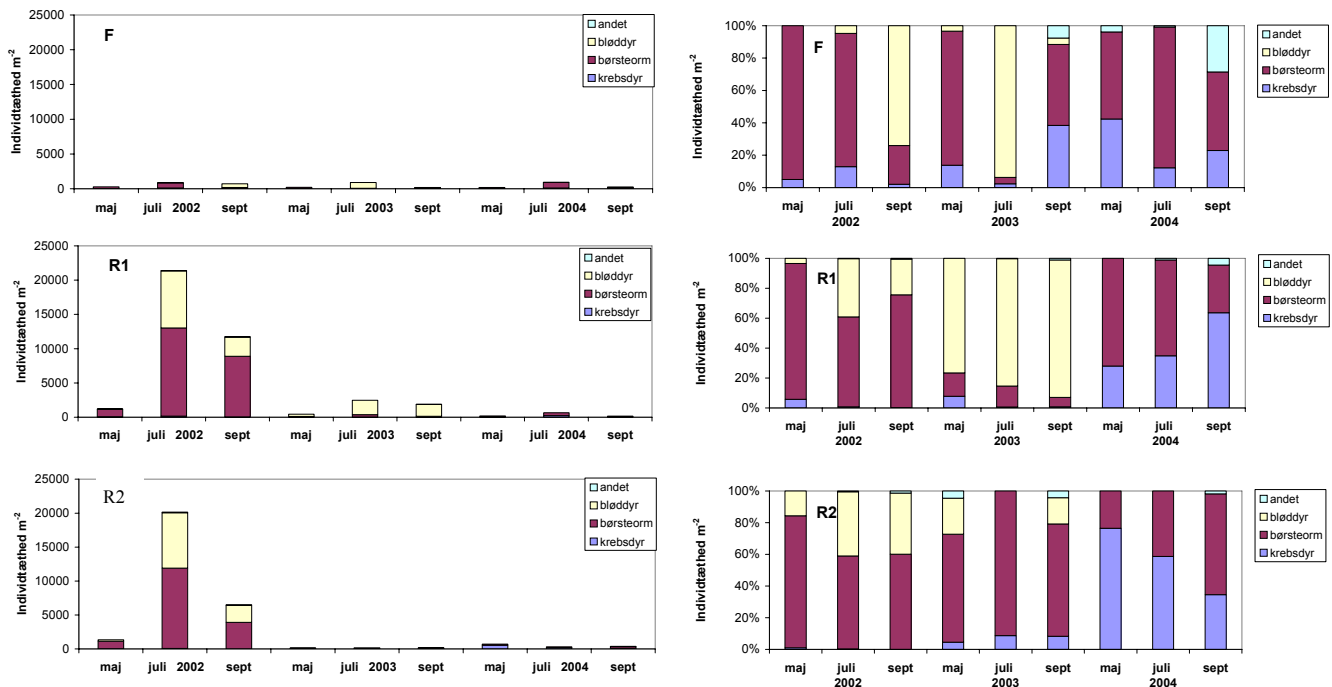 25000
20000
15000
10000
5000
0
Individtæthed m-2
F
andet
bløddyr
børsteorm
krebsdyr
maj juli 2002 sept maj juli 2003 sept maj juli 2004 sept
100%
80%
60%
40%
20%
0%
Individtæthed m-2
F
andet
bløddyr
børsteorm
krebsdyr
maj juli sept maj juli sept maj juli sept
2002 2003 2004
25000
20000
15000
10000
5000
0
Individtæthed m-2
R1
andet
bløddyr
børsteorm
krebsdyr
maj juli 2002 sept maj juli 2003 sept maj juli 2004 sept
100%
80%
60%
40%
20%
0%
Individtæthed m-2
R1
andet
bløddyr
børsteorm
krebsdyr
maj juli sept maj juli sept maj juli sept
2002 2003 2004
25000
20000
15000
10000
5000
0
Individtæthed m-2
R2
andet
bløddyr
børsteorm
krebsdyr
maj juli 2002 sept maj juli 2003 sept maj juli 2004 sept
100%
80%
60%
40%
20%
0%
Individtæthed m-2
R2
andet
bløddyr
børsteorm
krebsdyr
maj juli sept maj juli sept maj juli sept
2002 2003 2004